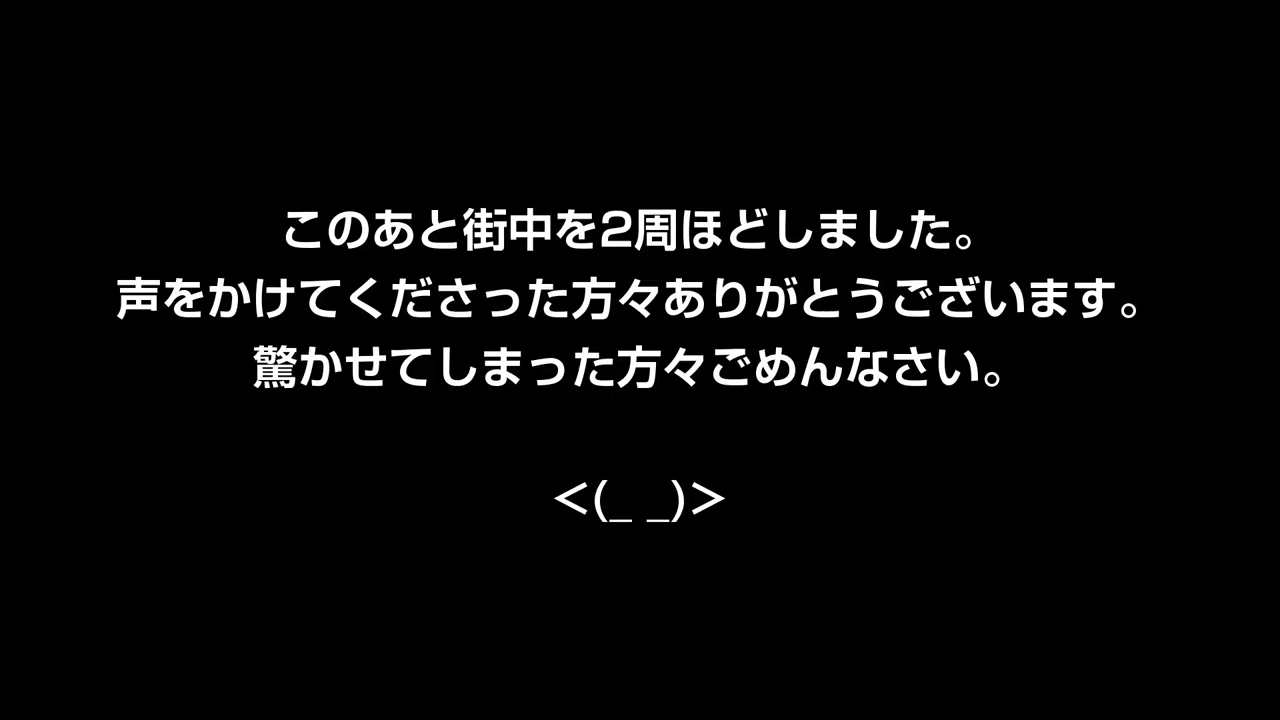 このあと街中を2周ほどしました。
声をかけてくださった方々ありがとうございます。
驚かせてしまった方々ごめんなさい。
<(_ _)>